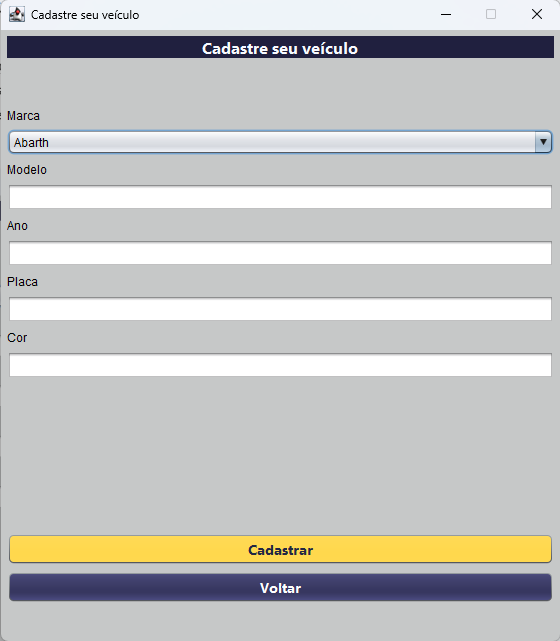 Cadastre seu veículo
Cadastre seu veículo
Marca
Abarth
Modelo
Ano
Placa
Cor
Cadastrar
Voltar